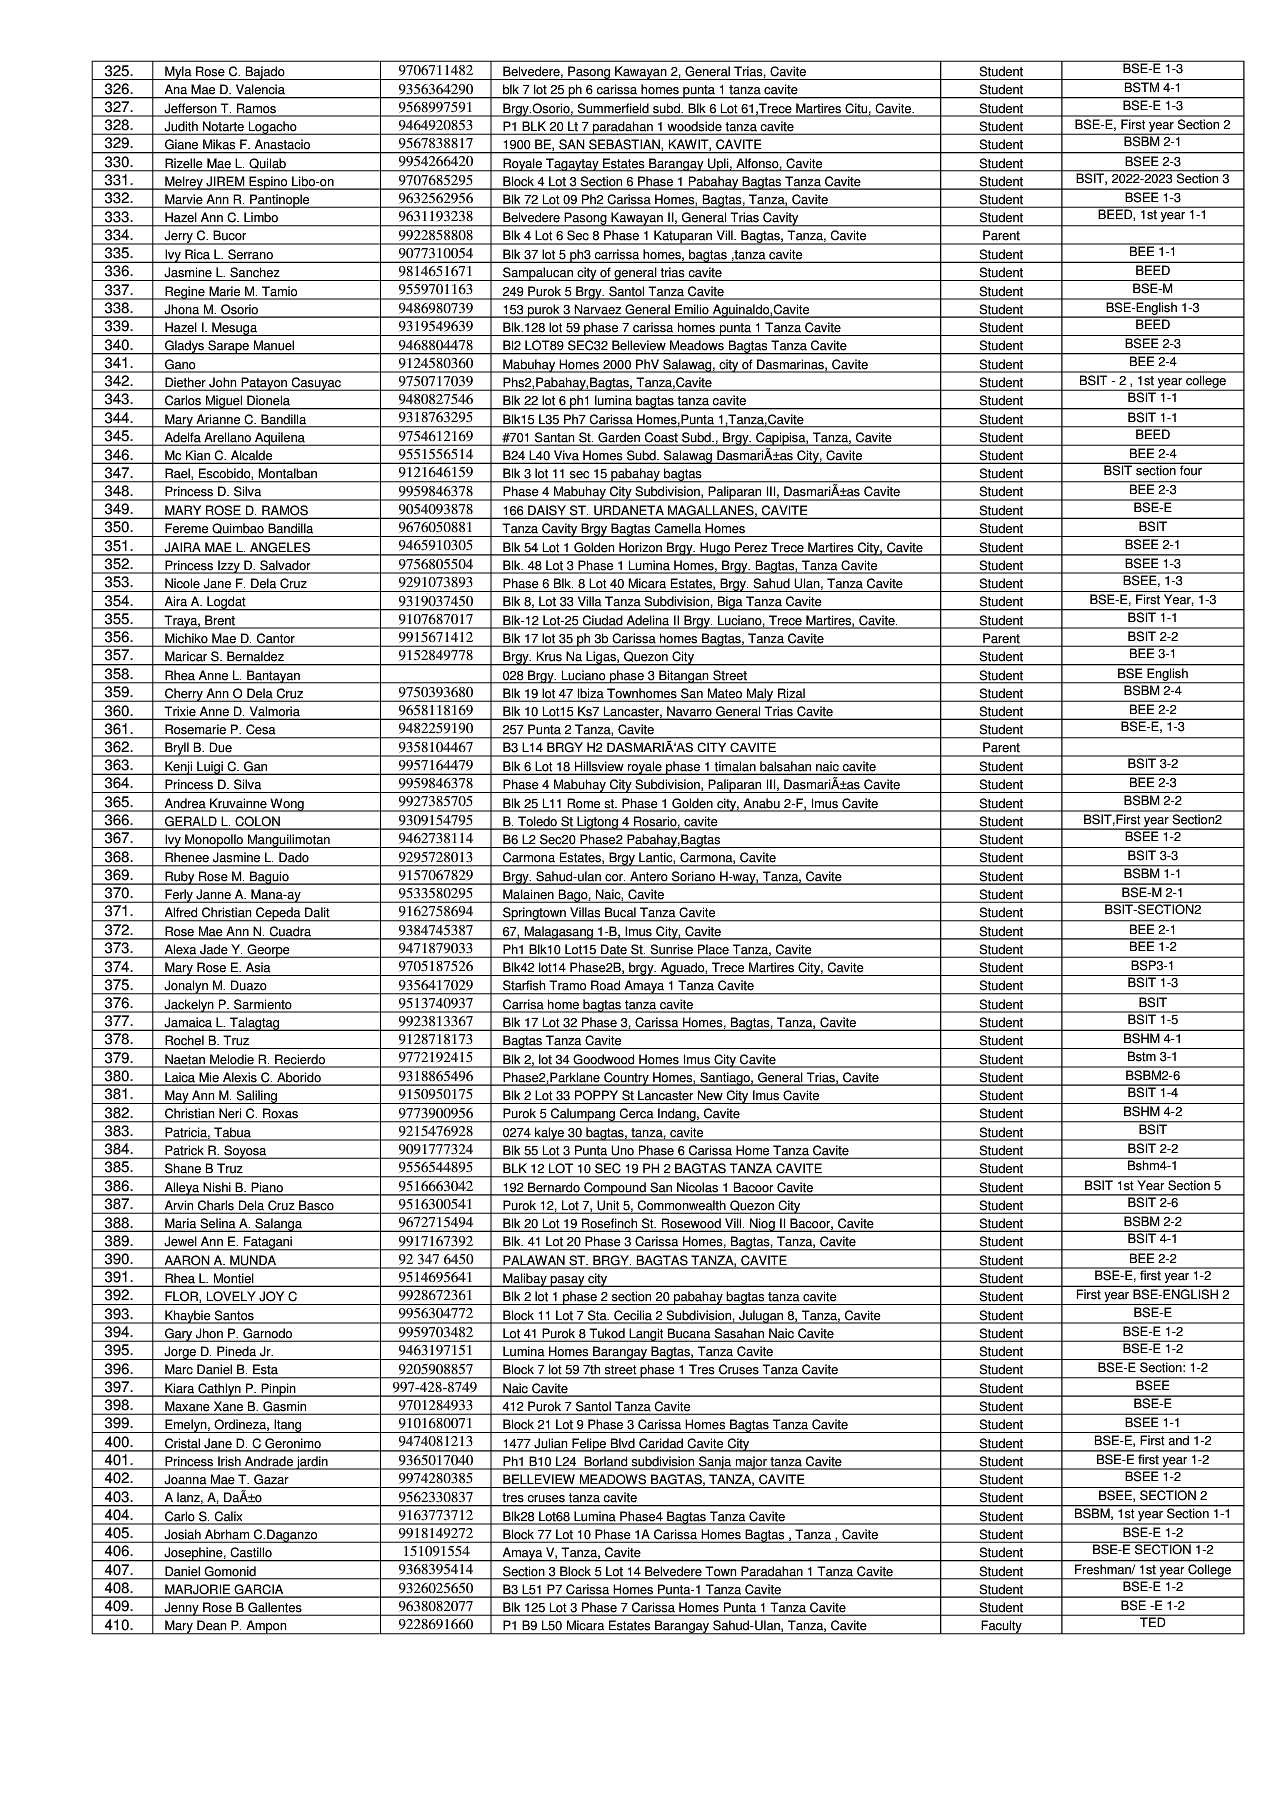 325. Myla Rose C. Bajado 9706711482 Belvedere, Pasong Kawayan 2, General Trias, Cavite Student BSE-E 1-3
326. Ana Mae D. Valencia 9356364290 blk 7 lot 25 ph 6 carissa homes punta 1 tanza cavite Student BSTM 4-1
327. Jefferson T. Ramos 9568997591 Brgy.Osorio, Summerfield subd. Blk 6 Lot 61,Trece Martires Citu, Cavite. Student BSE-E 1-3
328. Judith Notarte Logacho 9464920853 P1 BLK 20 Lt 7 paradahan 1 woodside tanza cavite Student BSE-E, First year Section 2
329. Giane Mikas F. Anastacio 9567838817 1900 BE, SAN SEBASTIAN, KAWIT, CAVITE Student BSBM 2-1
330. Rizelle Mae L. Quilab 9954266420 Royale Tagaytay Estates Barangay Upli, Alfonso, Cavite Student BSEE 2-3
331. Melrey JIREM Espino Libo-on 9707685295 Block 4 Lot 3 Section 6 Phase 1 Pabahay Bagtas Tanza Cavite Student BSIT, 2022-2023 Section 3
332. Marvie Ann R. Pantinople 9632562956 Blk 72 Lot 09 Ph2 Carissa Homes, Bagtas, Tanza, Cavite Student BSEE 1-3
333. Hazel Ann C. Limbo 9631193238 Belvedere Pasong Kawayan II, General Trias Cavity Student BEED, 1st year 1-1
334. Jerry C. Bucor 9922858808 Blk 4 Lot 6 Sec 8 Phase 1 Katuparan Vill. Bagtas, Tanza, Cavite Parent
335. Ivy Rica L. Serrano 9077310054 Blk 37 lot 5 ph3 carrissa homes, bagtas ,tanza cavite Student BEE 1-1
336. Jasmine L. Sanchez 9814651671 Sampalucan city of general trias cavite Student BEED
337. Regine Marie M. Tamio 9559701163 249 Purok 5 Brgy. Santol Tanza Cavite Student BSE-M
338. Jhona M. Osorio 9486980739 153 purok 3 Narvaez General Emilio Aguinaldo,Cavite Student BSE-English 1-3
339. Hazel I. Mesuga 9319549639 Blk.128 lot 59 phase 7 carissa homes punta 1 Tanza Cavite Student BEED
340. Gladys Sarape Manuel 9468804478 Bl2 LOT89 SEC32 Belleview Meadows Bagtas Tanza Cavite Student BSEE 2-3
341. Gano 9124580360 Mabuhay Homes 2000 PhV Salawag, city of Dasmarinas, Cavite Student BEE 2-4
342. Diether John Patayon Casuyac 9750717039 Phs2,Pabahay,Bagtas, Tanza,Cavite Student BSIT - 2 , 1st year college
343. Carlos Miguel Dionela 9480827546 Blk 22 lot 6 ph1 lumina bagtas tanza cavite Student BSIT 1-1
344. Mary Arianne C. Bandilla 9318763295 Blk15 L35 Ph7 Carissa Homes,Punta 1,Tanza,Cavite Student BSIT 1-1
345. Adelfa Arellano Aquilena 9754612169 #701 Santan St. Garden Coast Subd., Brgy. Capipisa, Tanza, Cavite Student BEED
346. Mc Kian C. Alcalde 9551556514 B24 L40 Viva Homes Subd. Salawag DasmariÃ±as City, Cavite Student BEE 2-4
347. Rael, Escobido, Montalban 9121646159 Blk 3 lot 11 sec 15 pabahay bagtas Student BSIT section four
348. Princess D. Silva 9959846378 Phase 4 Mabuhay City Subdivision, Paliparan III, DasmariÃ±as Cavite Student BEE 2-3
349. MARY ROSE D. RAMOS 9054093878 166 DAISY ST. URDANETA MAGALLANES, CAVITE Student BSE-E
350. Fereme Quimbao Bandilla 9676050881 Tanza Cavity Brgy Bagtas Camella Homes Student BSIT
351. JAIRA MAE L. ANGELES 9465910305 Blk 54 Lot 1 Golden Horizon Brgy. Hugo Perez Trece Martires City, Cavite Student BSEE 2-1
352. Princess Izzy D. Salvador 9756805504 Blk. 48 Lot 3 Phase 1 Lumina Homes, Brgy. Bagtas, Tanza Cavite Student BSEE 1-3
353. Nicole Jane F. Dela Cruz 9291073893 Phase 6 Blk. 8 Lot 40 Micara Estates, Brgy. Sahud Ulan, Tanza Cavite Student BSEE, 1-3
354. Aira A. Logdat 9319037450 Blk 8, Lot 33 Villa Tanza Subdivision, Biga Tanza Cavite Student BSE-E, First Year, 1-3
355. Traya, Brent 9107687017 Blk-12 Lot-25 Ciudad Adelina II Brgy. Luciano, Trece Martires, Cavite. Student BSIT 1-1
356. Michiko Mae D. Cantor 9915671412 Blk 17 lot 35 ph 3b Carissa homes Bagtas, Tanza Cavite Parent BSIT 2-2
357. Maricar S. Bernaldez 9152849778 Brgy. Krus Na Ligas, Quezon City Student BEE 3-1
358. Rhea Anne L. Bantayan 028 Brgy. Luciano phase 3 Bitangan Street Student BSE English
359. Cherry Ann O Dela Cruz 9750393680 Blk 19 lot 47 Ibiza Townhomes San Mateo Maly Rizal Student BSBM 2-4
360. Trixie Anne D. Valmoria 9658118169 Blk 10 Lot15 Ks7 Lancaster, Navarro General Trias Cavite Student BEE 2-2
361. Rosemarie P. Cesa 9482259190 257 Punta 2 Tanza, Cavite Student BSE-E, 1-3
362. Bryll B. Due 9358104467 B3 L14 BRGY H2 DASMARIÃ'AS CITY CAVITE Parent
363. Kenji Luigi C. Gan 9957164479 Blk 6 Lot 18 Hillsview royale phase 1 timalan balsahan naic cavite Student BSIT 3-2
364. Princess D. Silva 9959846378 Phase 4 Mabuhay City Subdivision, Paliparan III, DasmariÃ±as Cavite Student BEE 2-3
365. Andrea Kruvainne Wong 9927385705 Blk 25 L11 Rome st. Phase 1 Golden city, Anabu 2-F, Imus Cavite Student BSBM 2-2
366. GERALD L. COLON 9309154795 B. Toledo St Ligtong 4 Rosario, cavite Student BSIT,First year Section2
367. Ivy Monopollo Manguilimotan 9462738114 B6 L2 Sec20 Phase2 Pabahay,Bagtas Student BSEE 1-2
368. Rhenee Jasmine L. Dado 9295728013 Carmona Estates, Brgy Lantic, Carmona, Cavite Student BSIT 3-3
369. Ruby Rose M. Baguio 9157067829 Brgy. Sahud-ulan cor. Antero Soriano H-way, Tanza, Cavite Student BSBM 1-1
370. Ferly Janne A. Mana-ay 9533580295 Malainen Bago, Naic, Cavite Student BSE-M 2-1
371. Alfred Christian Cepeda Dalit 9162758694 Springtown Villas Bucal Tanza Cavite Student BSIT-SECTION2
372. Rose Mae Ann N. Cuadra 9384745387 67, Malagasang 1-B, Imus City, Cavite Student BEE 2-1
373. Alexa Jade Y. Georpe 9471879033 Ph1 Blk10 Lot15 Date St. Sunrise Place Tanza, Cavite Student BEE 1-2
374. Mary Rose E. Asia 9705187526 Blk42 lot14 Phase2B, brgy. Aguado, Trece Martires City, Cavite Student BSP3-1
375. Jonalyn M. Duazo 9356417029 Starfish Tramo Road Amaya 1 Tanza Cavite Student BSIT 1-3
376. Jackelyn P. Sarmiento 9513740937 Carrisa home bagtas tanza cavite Student BSIT
377. Jamaica L. Talagtag 9923813367 Blk 17 Lot 32 Phase 3, Carissa Homes, Bagtas, Tanza, Cavite Student BSIT 1-5
378. Rochel B. Truz 9128718173 Bagtas Tanza Cavite Student BSHM 4-1
379. Naetan Melodie R. Recierdo 9772192415 Blk 2, lot 34 Goodwood Homes Imus City Cavite Student Bstm 3-1
380. Laica Mie Alexis C. Aborido 9318865496 Phase2,Parklane Country Homes, Santiago, General Trias, Cavite Student BSBM2-6
381. May Ann M. Saliling 9150950175 Blk 2 Lot 33 POPPY St Lancaster New City Imus Cavite Student BSIT 1-4
382. Christian Neri C. Roxas 9773900956 Purok 5 Calumpang Cerca Indang, Cavite Student BSHM 4-2
383. Patricia, Tabua 9215476928 0274 kalye 30 bagtas, tanza, cavite Student BSIT
384. Patrick R. Soyosa 9091777324 Blk 55 Lot 3 Punta Uno Phase 6 Carissa Home Tanza Cavite Student BSIT 2-2
385. Shane B Truz 9556544895 BLK 12 LOT 10 SEC 19 PH 2 BAGTAS TANZA CAVITE Student Bshm4-1
386. Alleya Nishi B. Piano 9516663042 192 Bernardo Compound San Nicolas 1 Bacoor Cavite Student BSIT 1st Year Section 5
387. Arvin Charls Dela Cruz Basco 9516300541 Purok 12, Lot 7, Unit 5, Commonwealth Quezon City Student BSIT 2-6
388. Maria Selina A. Salanga 9672715494 Blk 20 Lot 19 Rosefinch St. Rosewood Vill. Niog II Bacoor, Cavite Student BSBM 2-2
389. Jewel Ann E. Fatagani 9917167392 Blk. 41 Lot 20 Phase 3 Carissa Homes, Bagtas, Tanza, Cavite Student BSIT 4-1
390. AARON A. MUNDA 92 347 6450 PALAWAN ST. BRGY. BAGTAS TANZA, CAVITE Student BEE 2-2
391. Rhea L. Montiel 9514695641 Malibay pasay city Student BSE-E, first year 1-2
392. FLOR, LOVELY JOY C 9928672361 Blk 2 lot 1 phase 2 section 20 pabahay bagtas tanza cavite Student First year BSE-ENGLISH 2
393. Khaybie Santos 9956304772 Block 11 Lot 7 Sta. Cecilia 2 Subdivision, Julugan 8, Tanza, Cavite Student BSE-E
394. Gary Jhon P. Garnodo 9959703482 Lot 41 Purok 8 Tukod Langit Bucana Sasahan Naic Cavite Student BSE-E 1-2
395. Jorge D. Pineda Jr. 9463197151 Lumina Homes Barangay Bagtas, Tanza Cavite Student BSE-E 1-2
396. Marc Daniel B. Esta 9205908857 Block 7 lot 59 7th street phase 1 Tres Cruses Tanza Cavite Student BSE-E Section: 1-2
397. Kiara Cathlyn P. Pinpin 997-428-8749 Naic Cavite Student BSEE
398. Maxane Xane B. Gasmin 9701284933 412 Purok 7 Santol Tanza Cavite Student BSE-E
399. Emelyn, Ordineza, Itang 9101680071 Block 21 Lot 9 Phase 3 Carissa Homes Bagtas Tanza Cavite Student BSEE 1-1
400. Cristal Jane D. C Geronimo 9474081213 1477 Julian Felipe Blvd Caridad Cavite City Student BSE-E, First and 1-2
401. Princess Irish Andrade jardin 9365017040 Ph1 B10 L24 Borland subdivision Sanja major tanza Cavite Student BSE-E first year 1-2
402. Joanna Mae T. Gazar 9974280385 BELLEVIEW MEADOWS BAGTAS, TANZA, CAVITE Student BSEE 1-2
403. A lanz, A, DaÃ±o 9562330837 tres cruses tanza cavite Student BSEE, SECTION 2
404. Carlo S. Calix 9163773712 Blk28 Lot68 Lumina Phase4 Bagtas Tanza Cavite Student BSBM, 1st year Section 1-1
405. Josiah Abrham C.Daganzo 9918149272 Block 77 Lot 10 Phase 1A Carissa Homes Bagtas , Tanza , Cavite Student BSE-E 1-2
406. Josephine, Castillo 151091554 Amaya V, Tanza, Cavite Student BSE-E SECTION 1-2
407. Daniel Gomonid 9368395414 Section 3 Block 5 Lot 14 Belvedere Town Paradahan 1 Tanza Cavite Student Freshman/ 1st year College
408. MARJORIE GARCIA 9326025650 B3 L51 P7 Carissa Homes Punta-1 Tanza Cavite Student BSE-E 1-2
409. Jenny Rose B Gallentes 9638082077 Blk 125 Lot 3 Phase 7 Carissa Homes Punta 1 Tanza Cavite Student BSE -E 1-2
410. Mary Dean P. Ampon 9228691660 P1 B9 L50 Micara Estates Barangay Sahud-Ulan, Tanza, Cavite Faculty TED